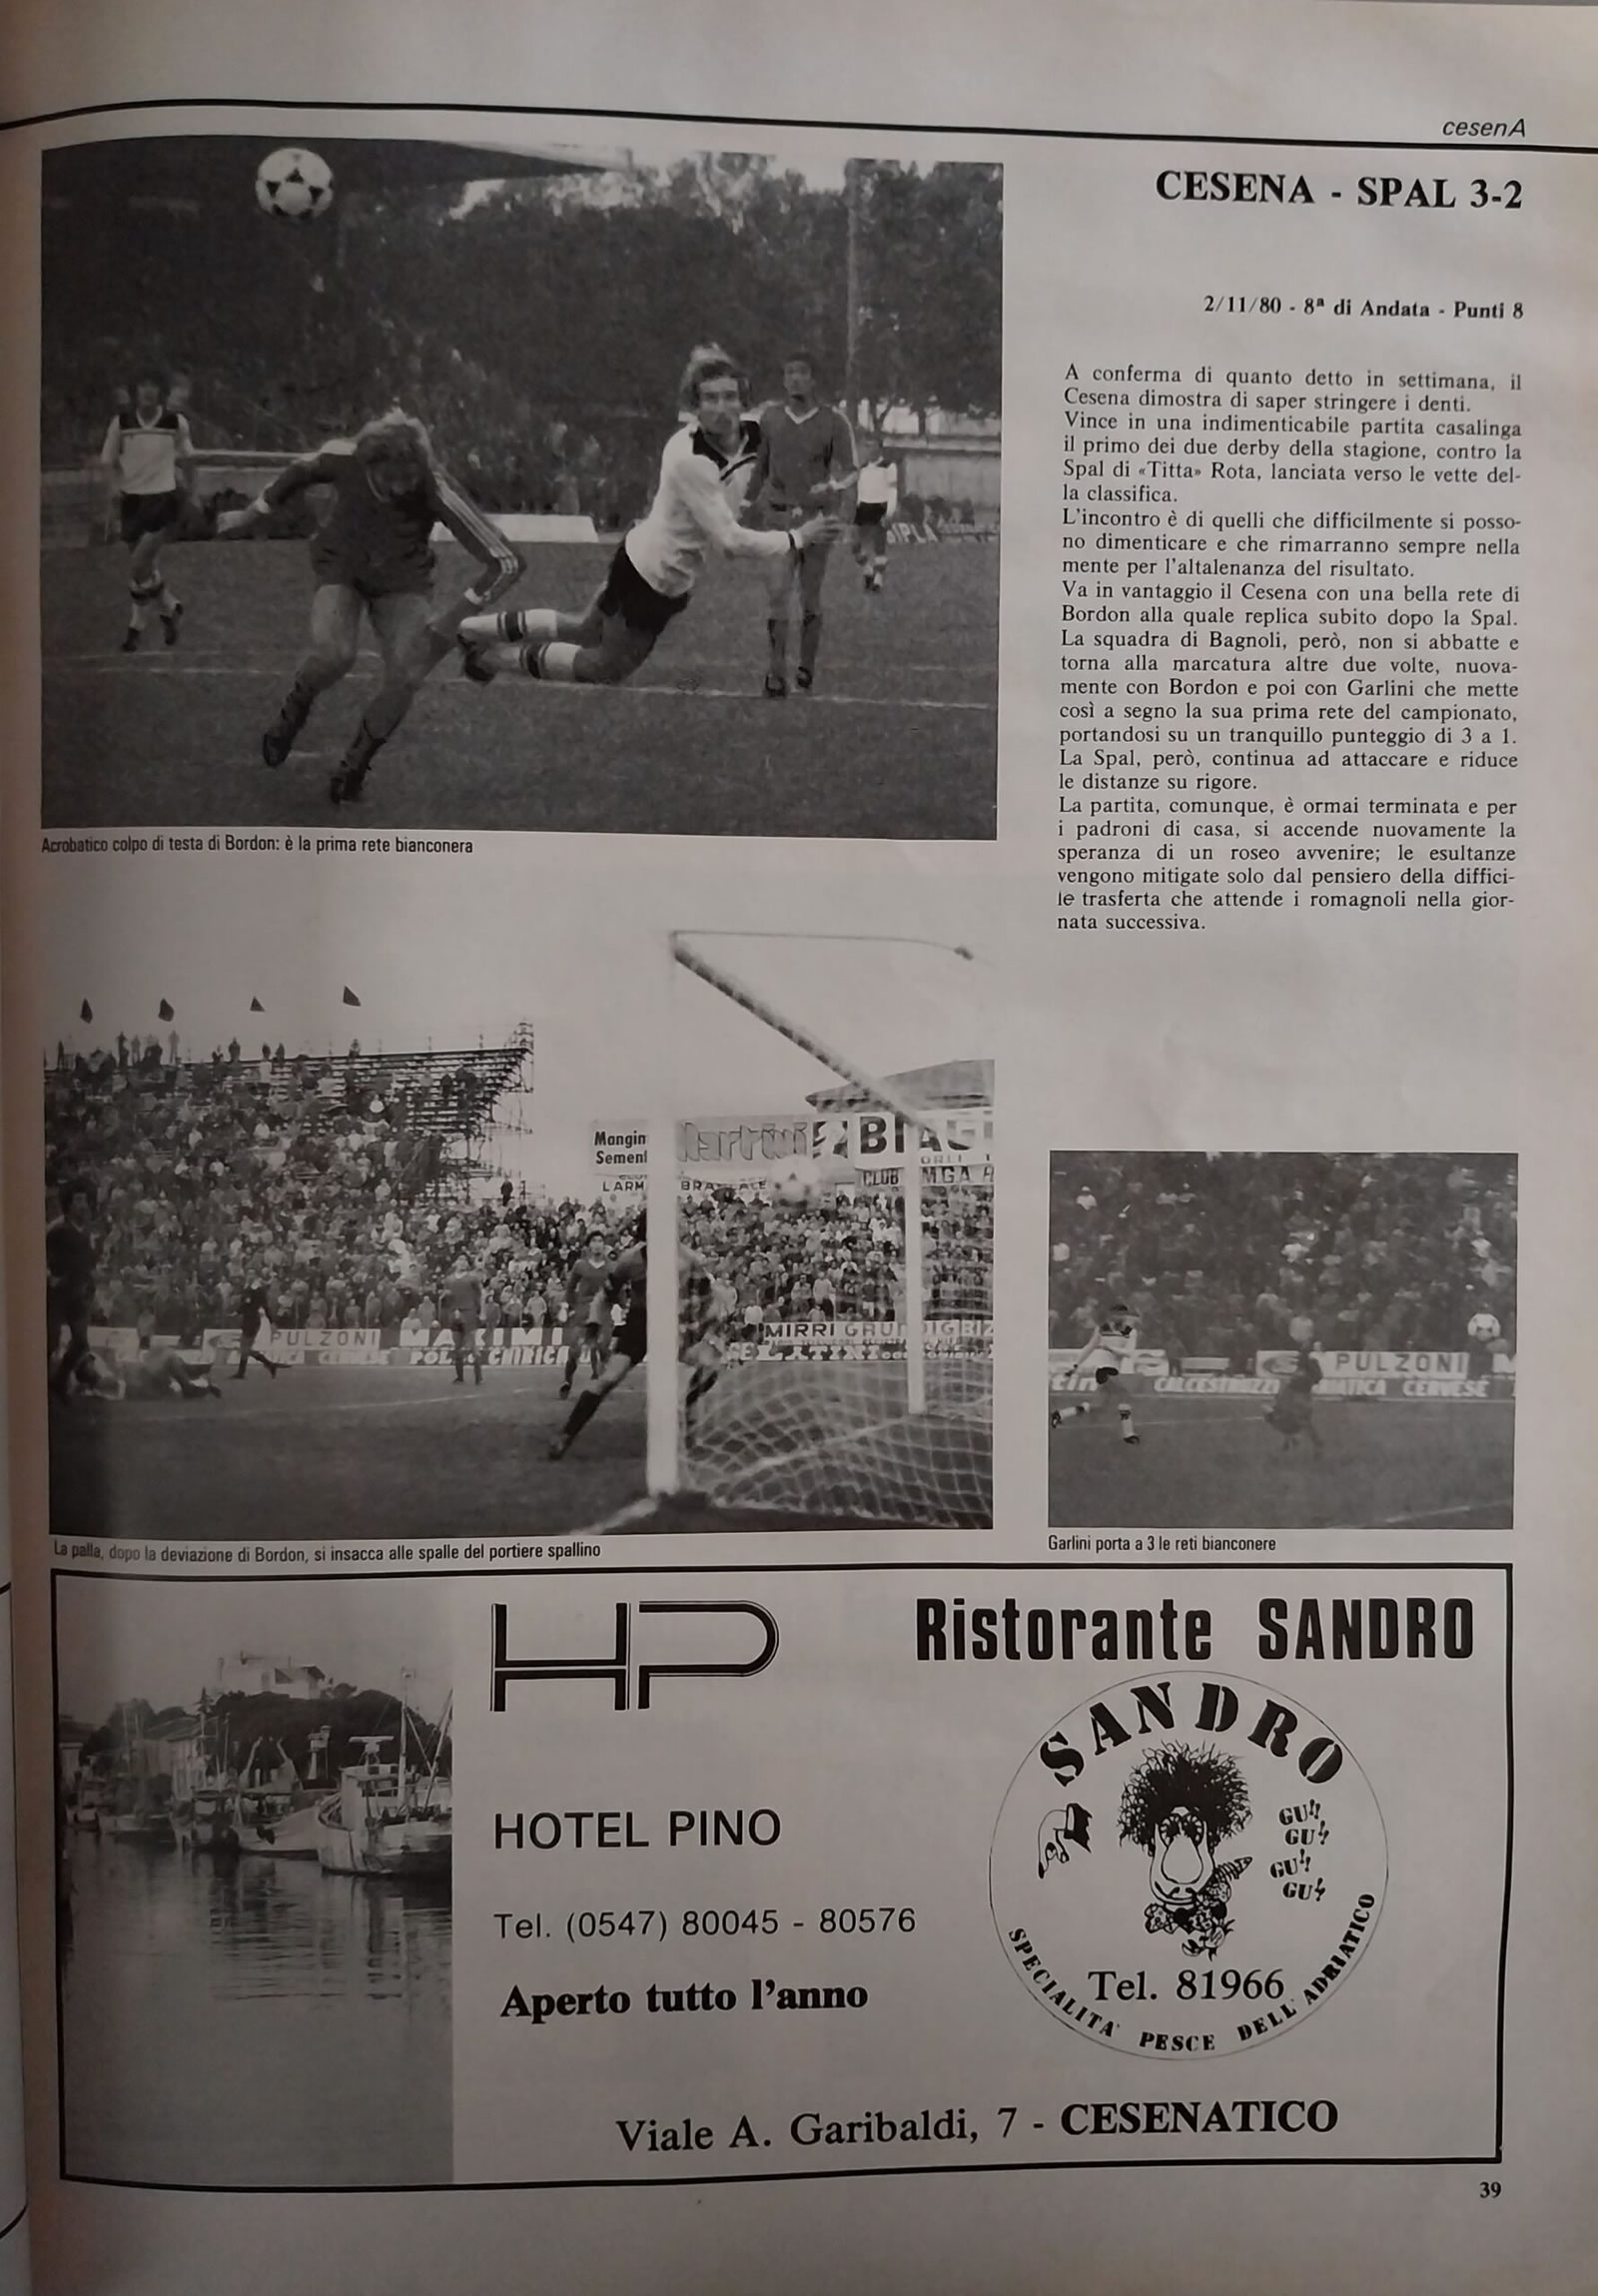 cesenA
CESENA - SPAL 3-2
2/11/80 - 8ª di Andata - Punti 8
A conferma di quanto detto in settimana, il
Cesena dimostra di saper stringere i denti.
Vince in una indimenticabile partita casalinga
il primo dei due derby della stagione, contro la
Spal di «Titta» Rota, lanciata verso le vette del-
la classifica.
L'incontro è di quelli che difficilmente si posso-
no dimenticare e che rimarranno sempre nella
mente per l'altalenanza del risultato.
Va in vantaggio il Cesena con una bella rete di
Bordon alla quale replica subito dopo la Spal.
La squadra di Bagnoli, però, non si abbatte e
torna alla marcatura altre due volte, nuova-
mente con Bordon e poi con Garlini che mette
così a segno la sua prima rete del campionato,
portandosi su un tranquillo punteggio di 3 a 1.
La Spal, però, continua ad attaccare e riduce
le distanze su rigore.
La partita, comunque, è ormai terminata e per
i padroni di casa, si accende nuovamente la
speranza di un roseo avvenire; le esultanze
vengono mitigate solo dal pensiero della diffici-
le trasferta che attende i romagnoli nella gior-
nata successiva.
IPLA
Acrobatico colpo di testa di Bordon: è la prima rete bianconera
Mangin
Sement
LARM
Martini
BIAGI
CLUB
M.G.A
PULZONI
MAXIMI
MIRRI GRUNDIG
La palla, dopo la deviazione di Bordon, si insacca alle spalle del portiere spallino
PULZONI
CALCESTRUZZI
CERVESE
Garlini porta a 3 le reti bianconere
HP
HOTEL PINO
Tel. (0547) 80045 - 80576
Aperto tutto l'anno
Ristorante SANDRO
SANDRO
GU!!
GU!
GU!!
GU!
Tel. 81966
SPECIALITA' PESCE DELL'ADRIATICO
Viale A. Garibaldi, 7 - CESENATICO
39